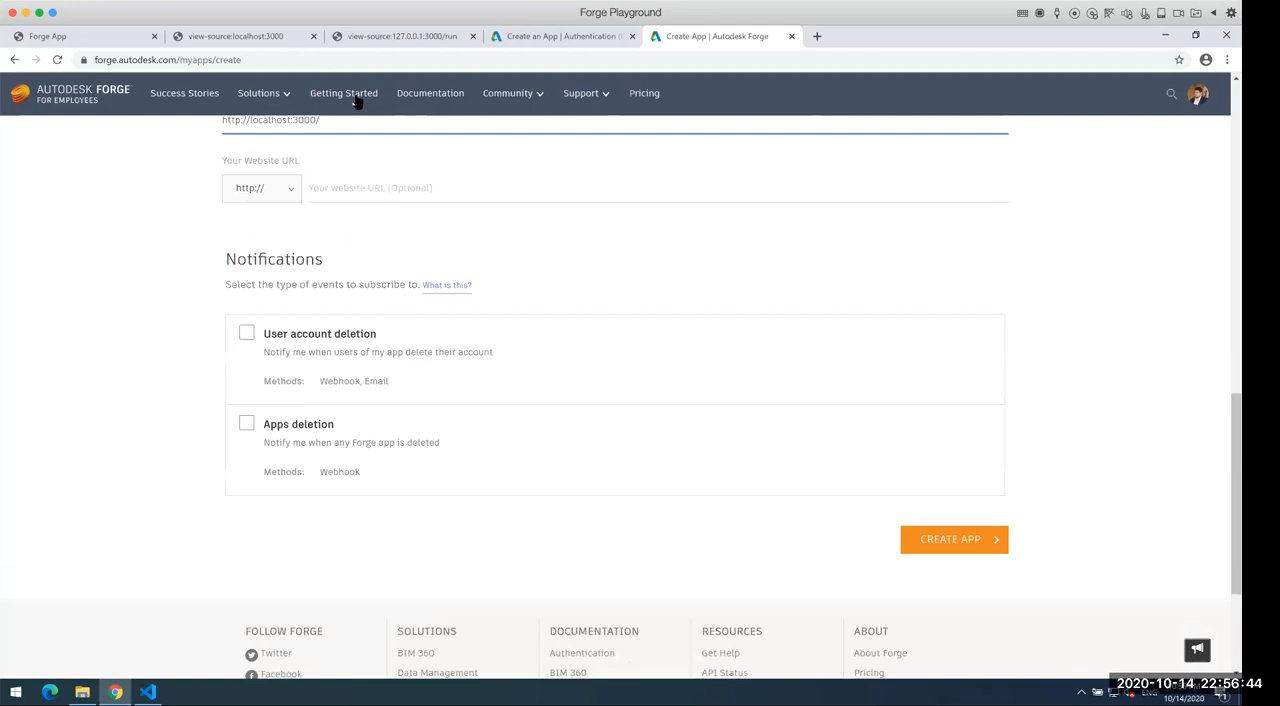 Forge Playground
Forge App
view-source:localhost:3000
view-source:127.0.0.1:3000/run
Create an App | Authentication (
Create App | Autodesk Forge
forge.autodesk.com/myapps/create
AUTODESK FORGE
FOR EMPLOYEES
Success Stories
Solutions
Getting Started
Documentation
Community
Support
Pricing
http://localhost:3000/
Your Website URL
http://
Your website URL (Optional)
Notifications
Select the type of events to subscribe to. What is this?
User account deletion
Notify me when users of my app delete their account
Methods: Webhook, Email
Apps deletion
Notify me when any Forge app is deleted
Methods: Webhook
CREATE APP
FOLLOW FORGE
SOLUTIONS
DOCUMENTATION
RESOURCES
ABOUT
Twitter
BIM 360
Authentication
Get Help
About Forge
Facebook
Data Management
BIM 360
API Status
Pricing
2020-10-14 22:56:44
ENG
10/14/2020